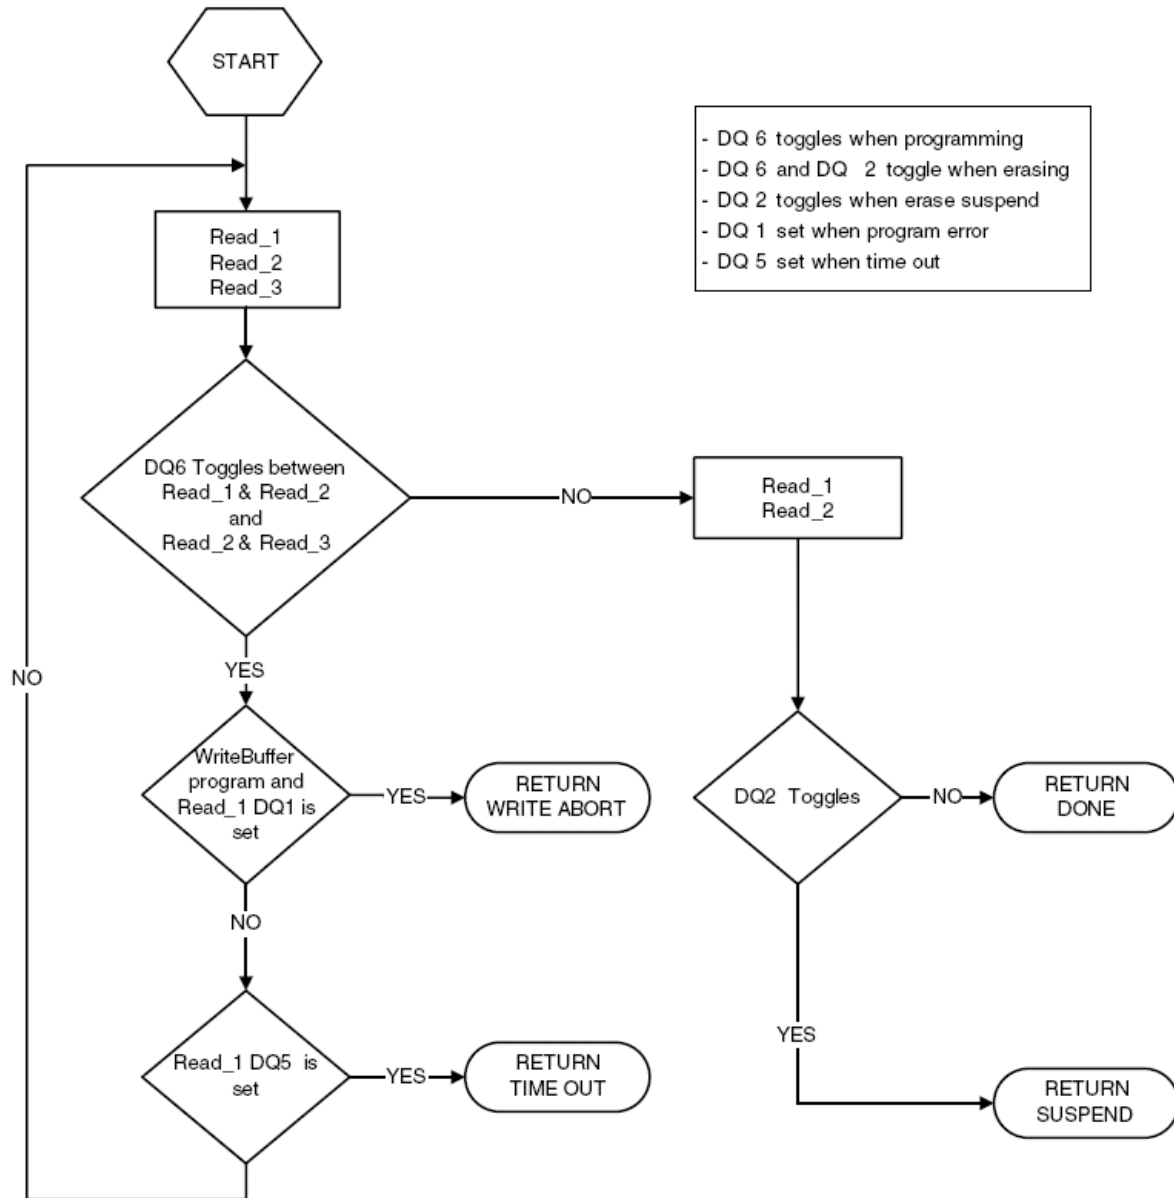 START
- DQ 6 toggles when programming
- DQ 6 and DQ 2 toggle when erasing
- DQ 2 toggles when erase suspend
- DQ 1 set when program error
- DQ 5 set when time out
Read_1
Read_2
Read_3
DQ6 Toggles between
Read_1 & Read_2
and
Read_2 & Read_3
NO
Read_1
Read_2
YES
NO
WriteBuffer
program and
Read_1 DQ1 is
set
YES
RETURN
WRITE ABORT
DQ2 Toggles
NO
RETURN
DONE
NO
YES
Read_1 DQ5 is
set
YES
RETURN
TIME OUT
RETURN
SUSPEND